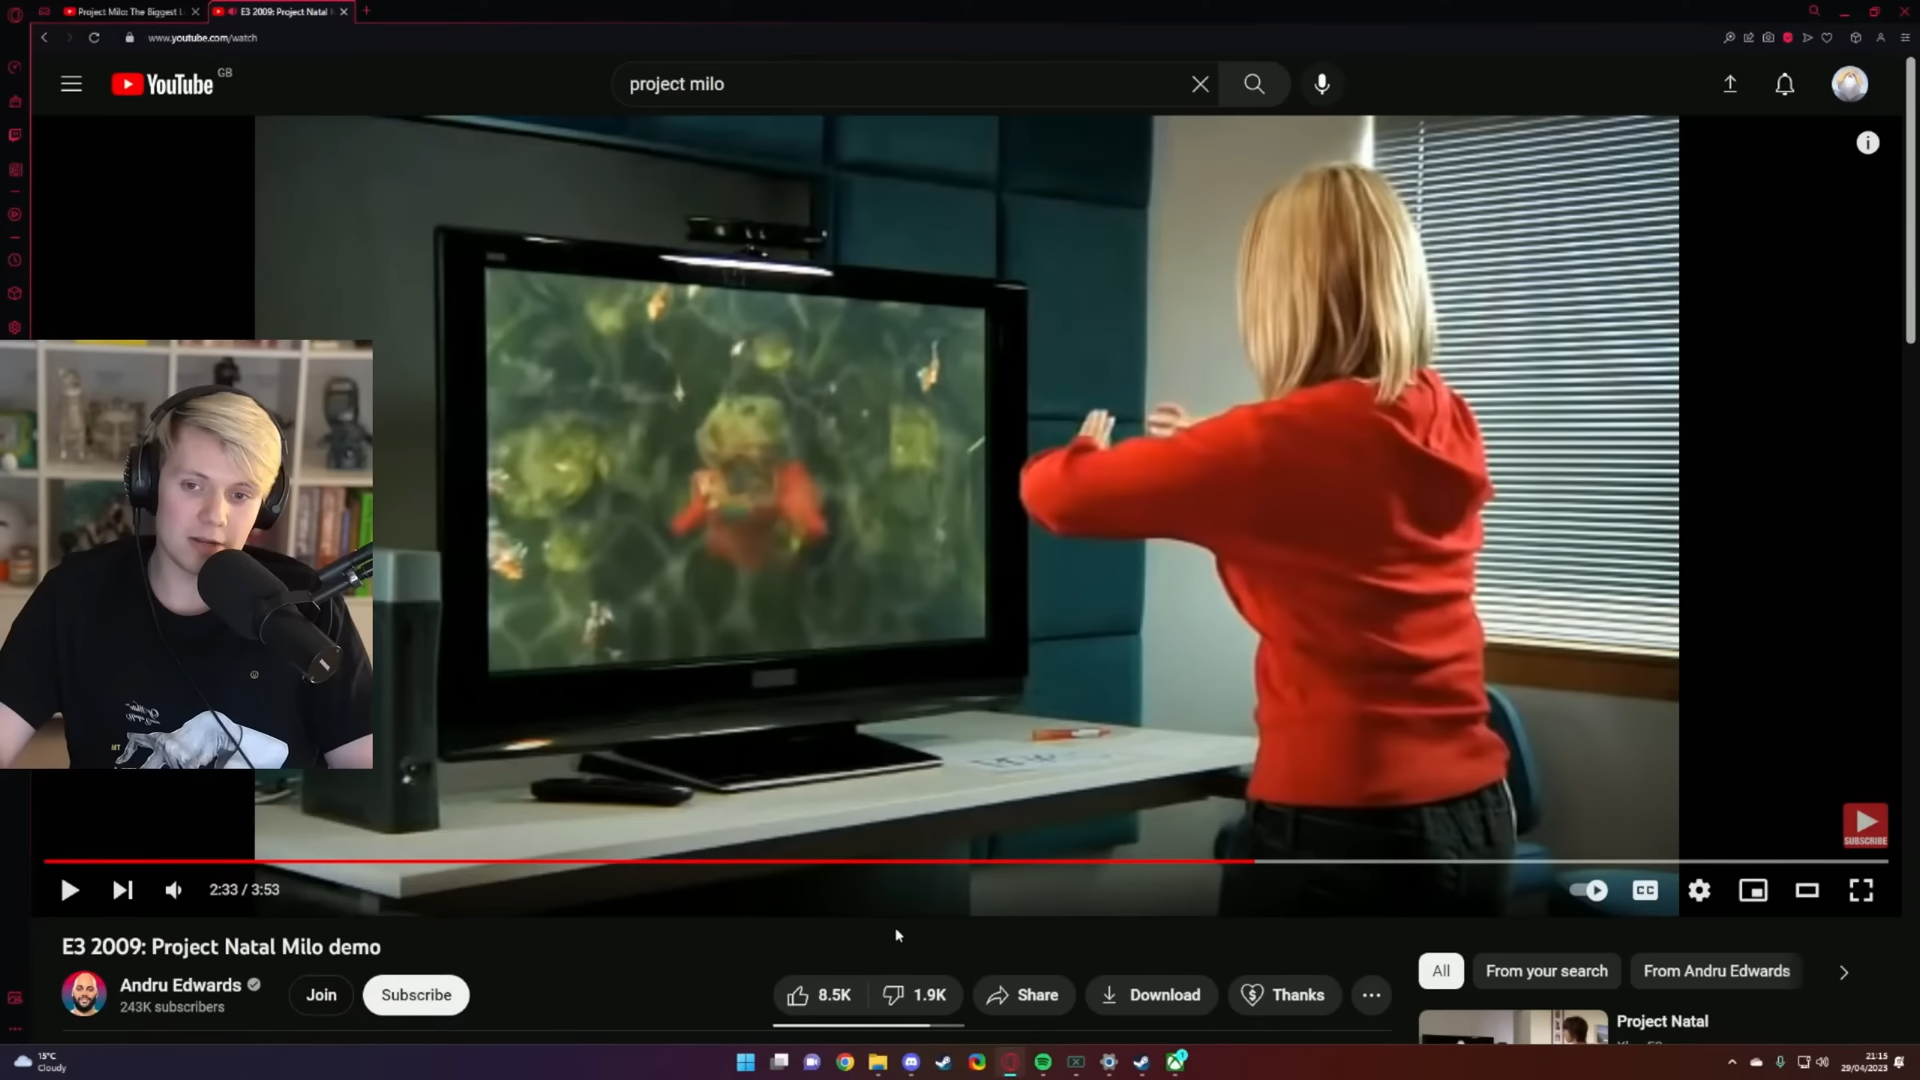 Project Milo: The Biggest L
E3 2009: Project Natal
www.youtube.com/watch
YouTube GB
project milo
SUBSCRIBE
2:33 / 3:53
CC
E3 2009: Project Natal Milo demo
Andru Edwards
243K subscribers
Join
Subscribe
8.5K
1.9K
Share
Download
Thanks
All
From your search
From Andru Edwards
Project Natal
15°C
Cloudy
21:15
29/04/2023